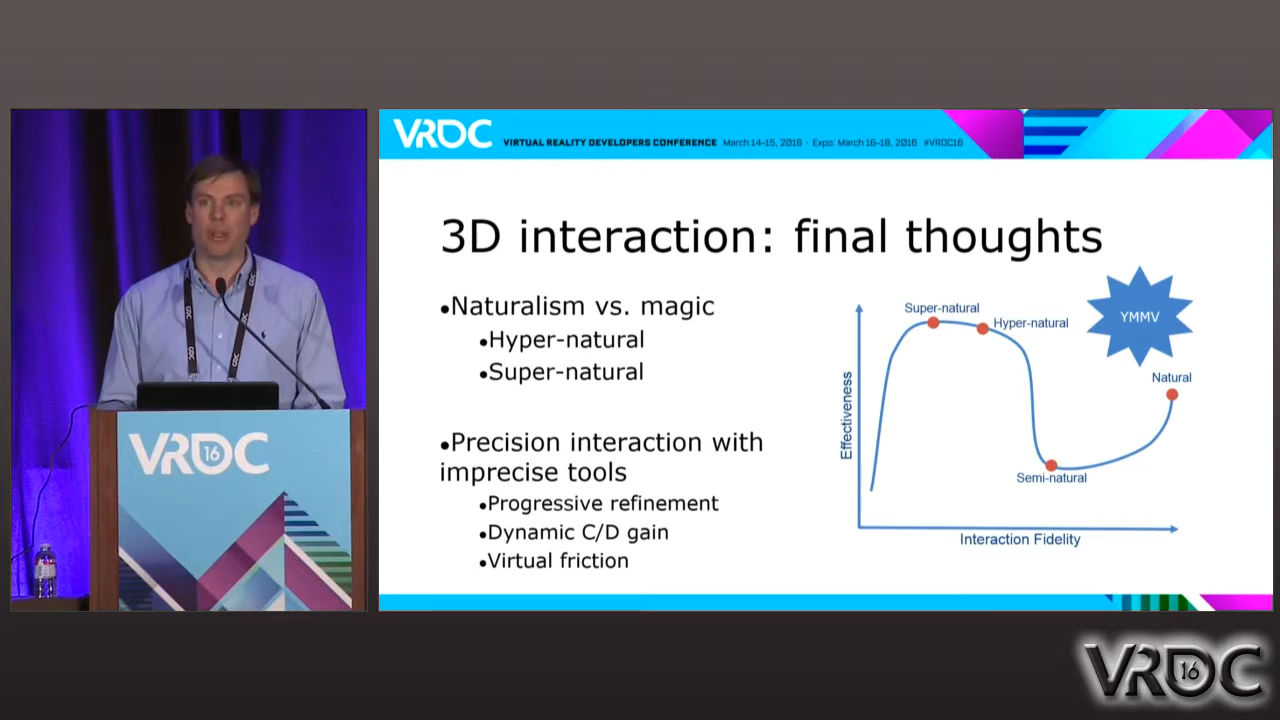 VRDC VIRTUAL REALITY DEVELOPERS CONFERENCE March 14-15, 2016 · Expo: March 16-18, 2016 #VRDC16
3D interaction: final thoughts
•Naturalism vs. magic
•Hyper-natural
•Super-natural
•Precision interaction with
imprecise tools
•Progressive refinement
•Dynamic C/D gain
•Virtual friction
YMMV
Super-natural
Hyper-natural
Natural
Semi-natural
Effectiveness
Interaction Fidelity
GDC
VRDC
16
VRDC
16